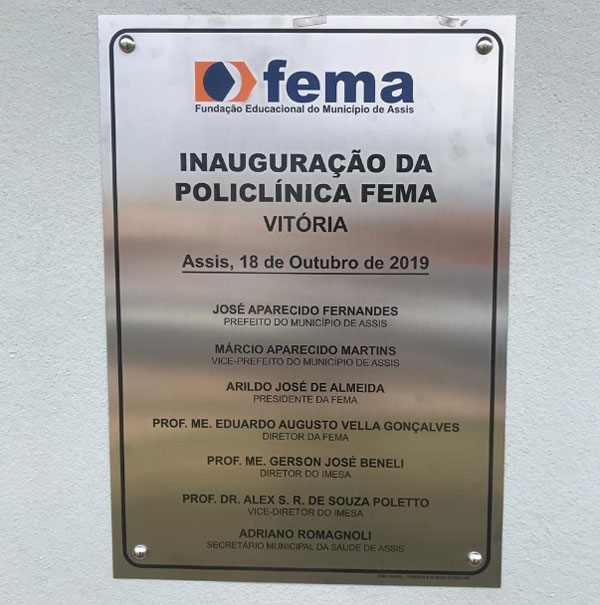 fema
Fundação Educacional do Município de Assis
INAUGURAÇÃO DA
POLICLÍNICA FEMA
VITÓRIA
Assis, 18 de Outubro de 2019
JOSÉ APARECIDO FERNANDES
PREFEITO DO MUNICÍPIO DE ASSIS
MÁRCIO APARECIDO MARTINS
VICE-PREFEITO DO MUNICÍPIO DE ASSIS
ARILDO JOSÉ DE ALMEIDA
PRESIDENTE DA FEMA
PROF. ME. EDUARDO AUGUSTO VELLA GONÇALVES
DIRETOR DA FEMA
PROF. ME. GERSON JOSÉ BENELI
DIRETOR DO IMESA
PROF. DR. ALEX S. R. DE SOUZA POLETTO
VICE-DIRETOR DO IMESA
ADRIANO ROMAGNOLI
SECRETÁRIO MUNICIPAL DA SAÚDE DE ASSIS